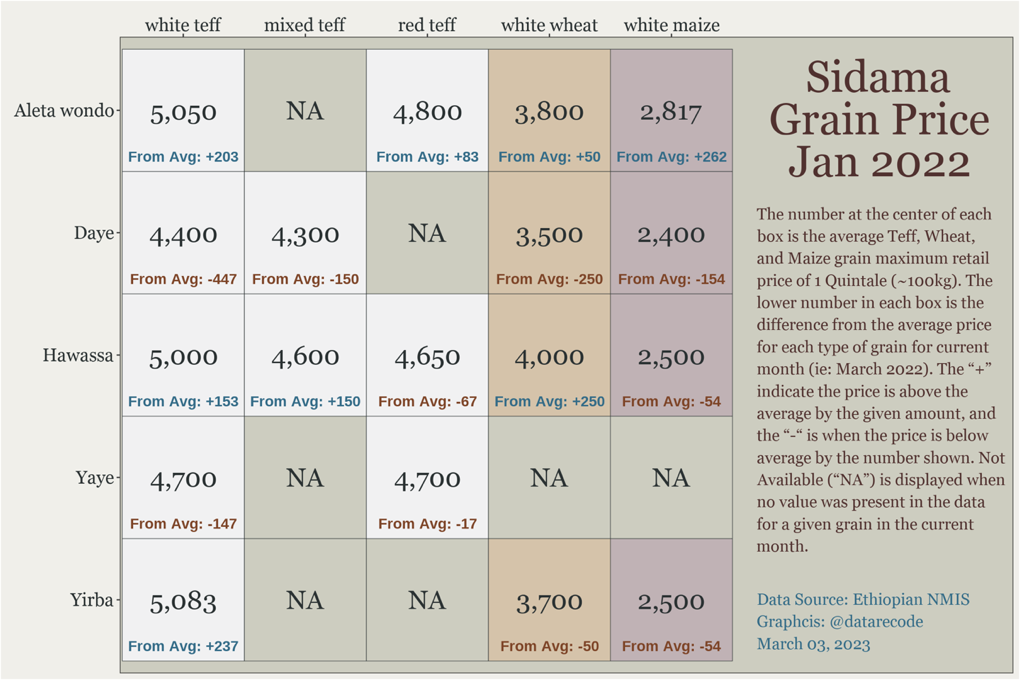 white teff mixed teff red teff white wheat white maize
Aleta wondo 5,050 NA 4,800 3,800 2,817
From Avg: +203 From Avg: +83 From Avg: +50 From Avg: +262
Daye 4,400 4,300 NA 3,500 2,400
From Avg: -447 From Avg: -150 From Avg: -250 From Avg: -154
Hawassa 5,000 4,600 4,650 4,000 2,500
From Avg: +153 From Avg: +150 From Avg: -67 From Avg: +250 From Avg: -54
Yaye 4,700 NA 4,700 NA NA
From Avg: -147 From Avg: -17
Yirba 5,083 NA NA 3,700 2,500
From Avg: +237 From Avg: -50 From Avg: -54
Sidama
Grain Price
Jan 2022
The number at the center of each
box is the average Teff, Wheat,
and Maize grain maximum retail
price of 1 Quintale (~100kg). The
lower number in each box is the
difference from the average price
for each type of grain for current
month (ie: March 2022). The “+”
indicate the price is above the
average by the given amount, and
the “-“ is when the price is below
average by the number shown. Not
Available (“NA”) is displayed when
no value was present in the data
for a given grain in the current
month.
Data Source: Ethiopian NMIS
Graphcis: @datarecode
March 03, 2023